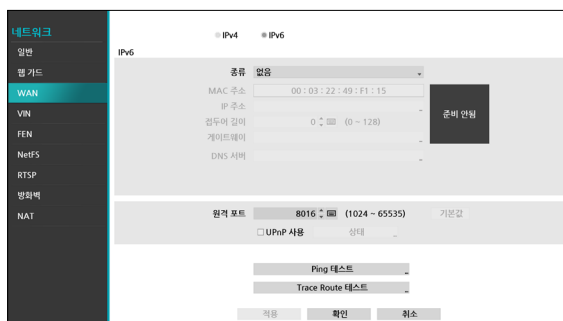 네트워크
일반
웹 가드
WAN
VIN
FEN
NetFS
RTSP
방화벽
NAT
IPv4 IPv6
IPv6
종류 없음
MAC 주소 00 : 03 : 22 : 49 : F1 : 15
IP 주소
접두어 길이 0 (0 ~ 128)
게이트웨이
DNS 서버
준비 안됨
원격 포트 8016 (1024 ~ 65535) 기본값
UPnP 사용 상태
Ping 테스트
Trace Route 테스트
적용 확인 취소